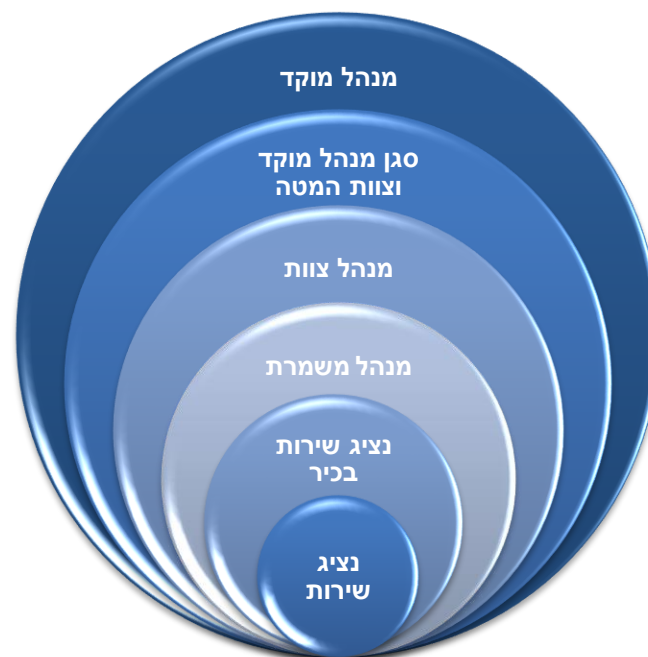 מנהל מוקד
סגן מנהל מוקד
וצוות המטה
מנהל צוות
מנהל משמרת
נציג שירות
בכיר
נציג
שירות